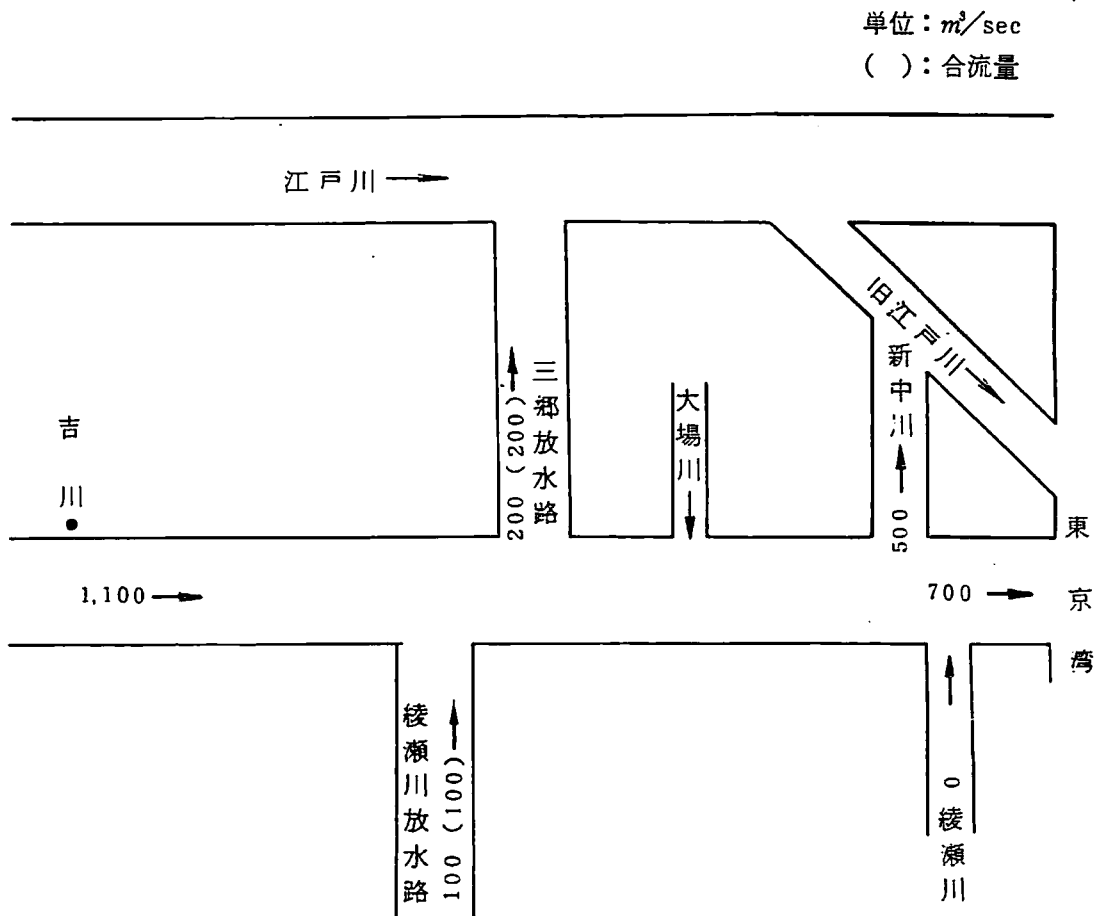 単位：m³/sec
（ ）：合流量
江戸川
旧江戸川
新中川
500
三郷放水路
200（200）
大場川
吉川
1,100
700
東京湾
綾瀬川放水路
100（100）
0 綾瀬川